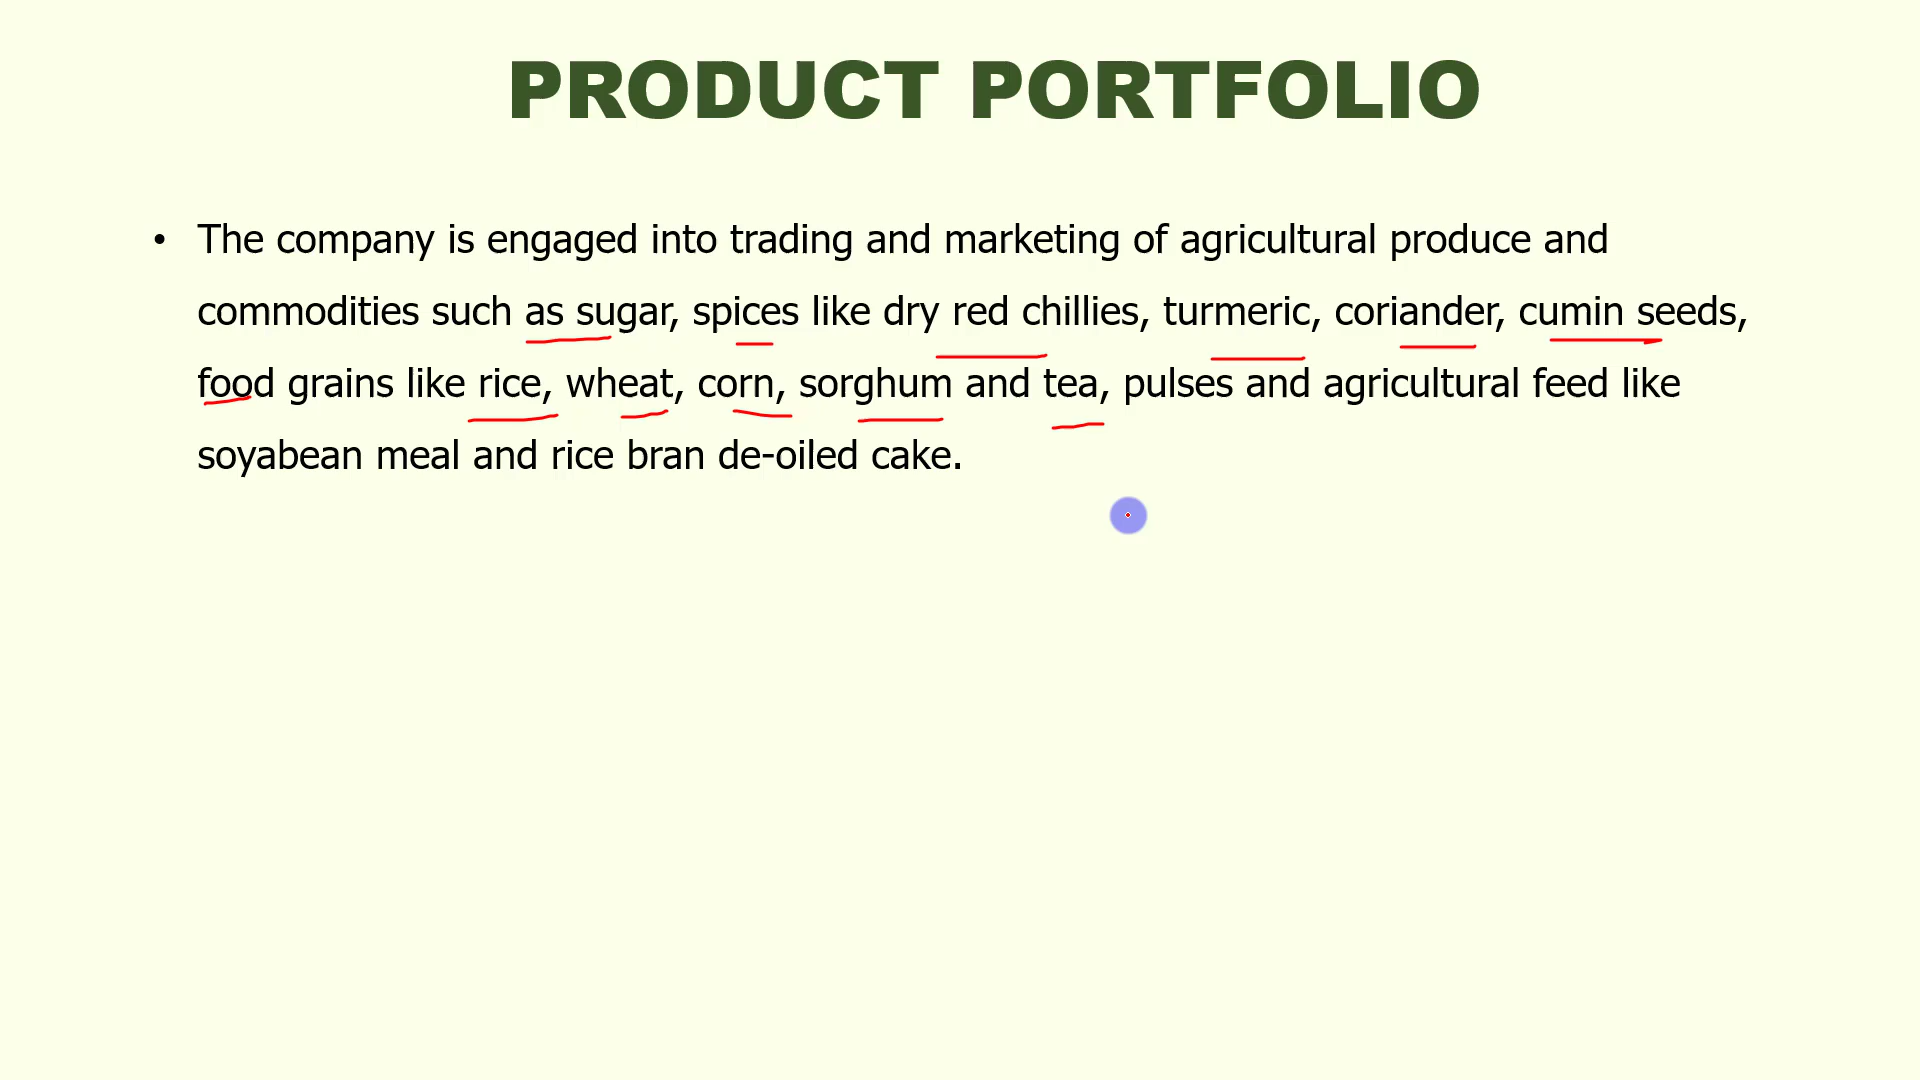 PRODUCT PORTFOLIO
• The company is engaged into trading and marketing of agricultural produce and
commodities such as sugar, spices like dry red chillies, turmeric, coriander, cumin seeds,
food grains like rice, wheat, corn, sorghum and tea, pulses and agricultural feed like
soyabean meal and rice bran de-oiled cake.